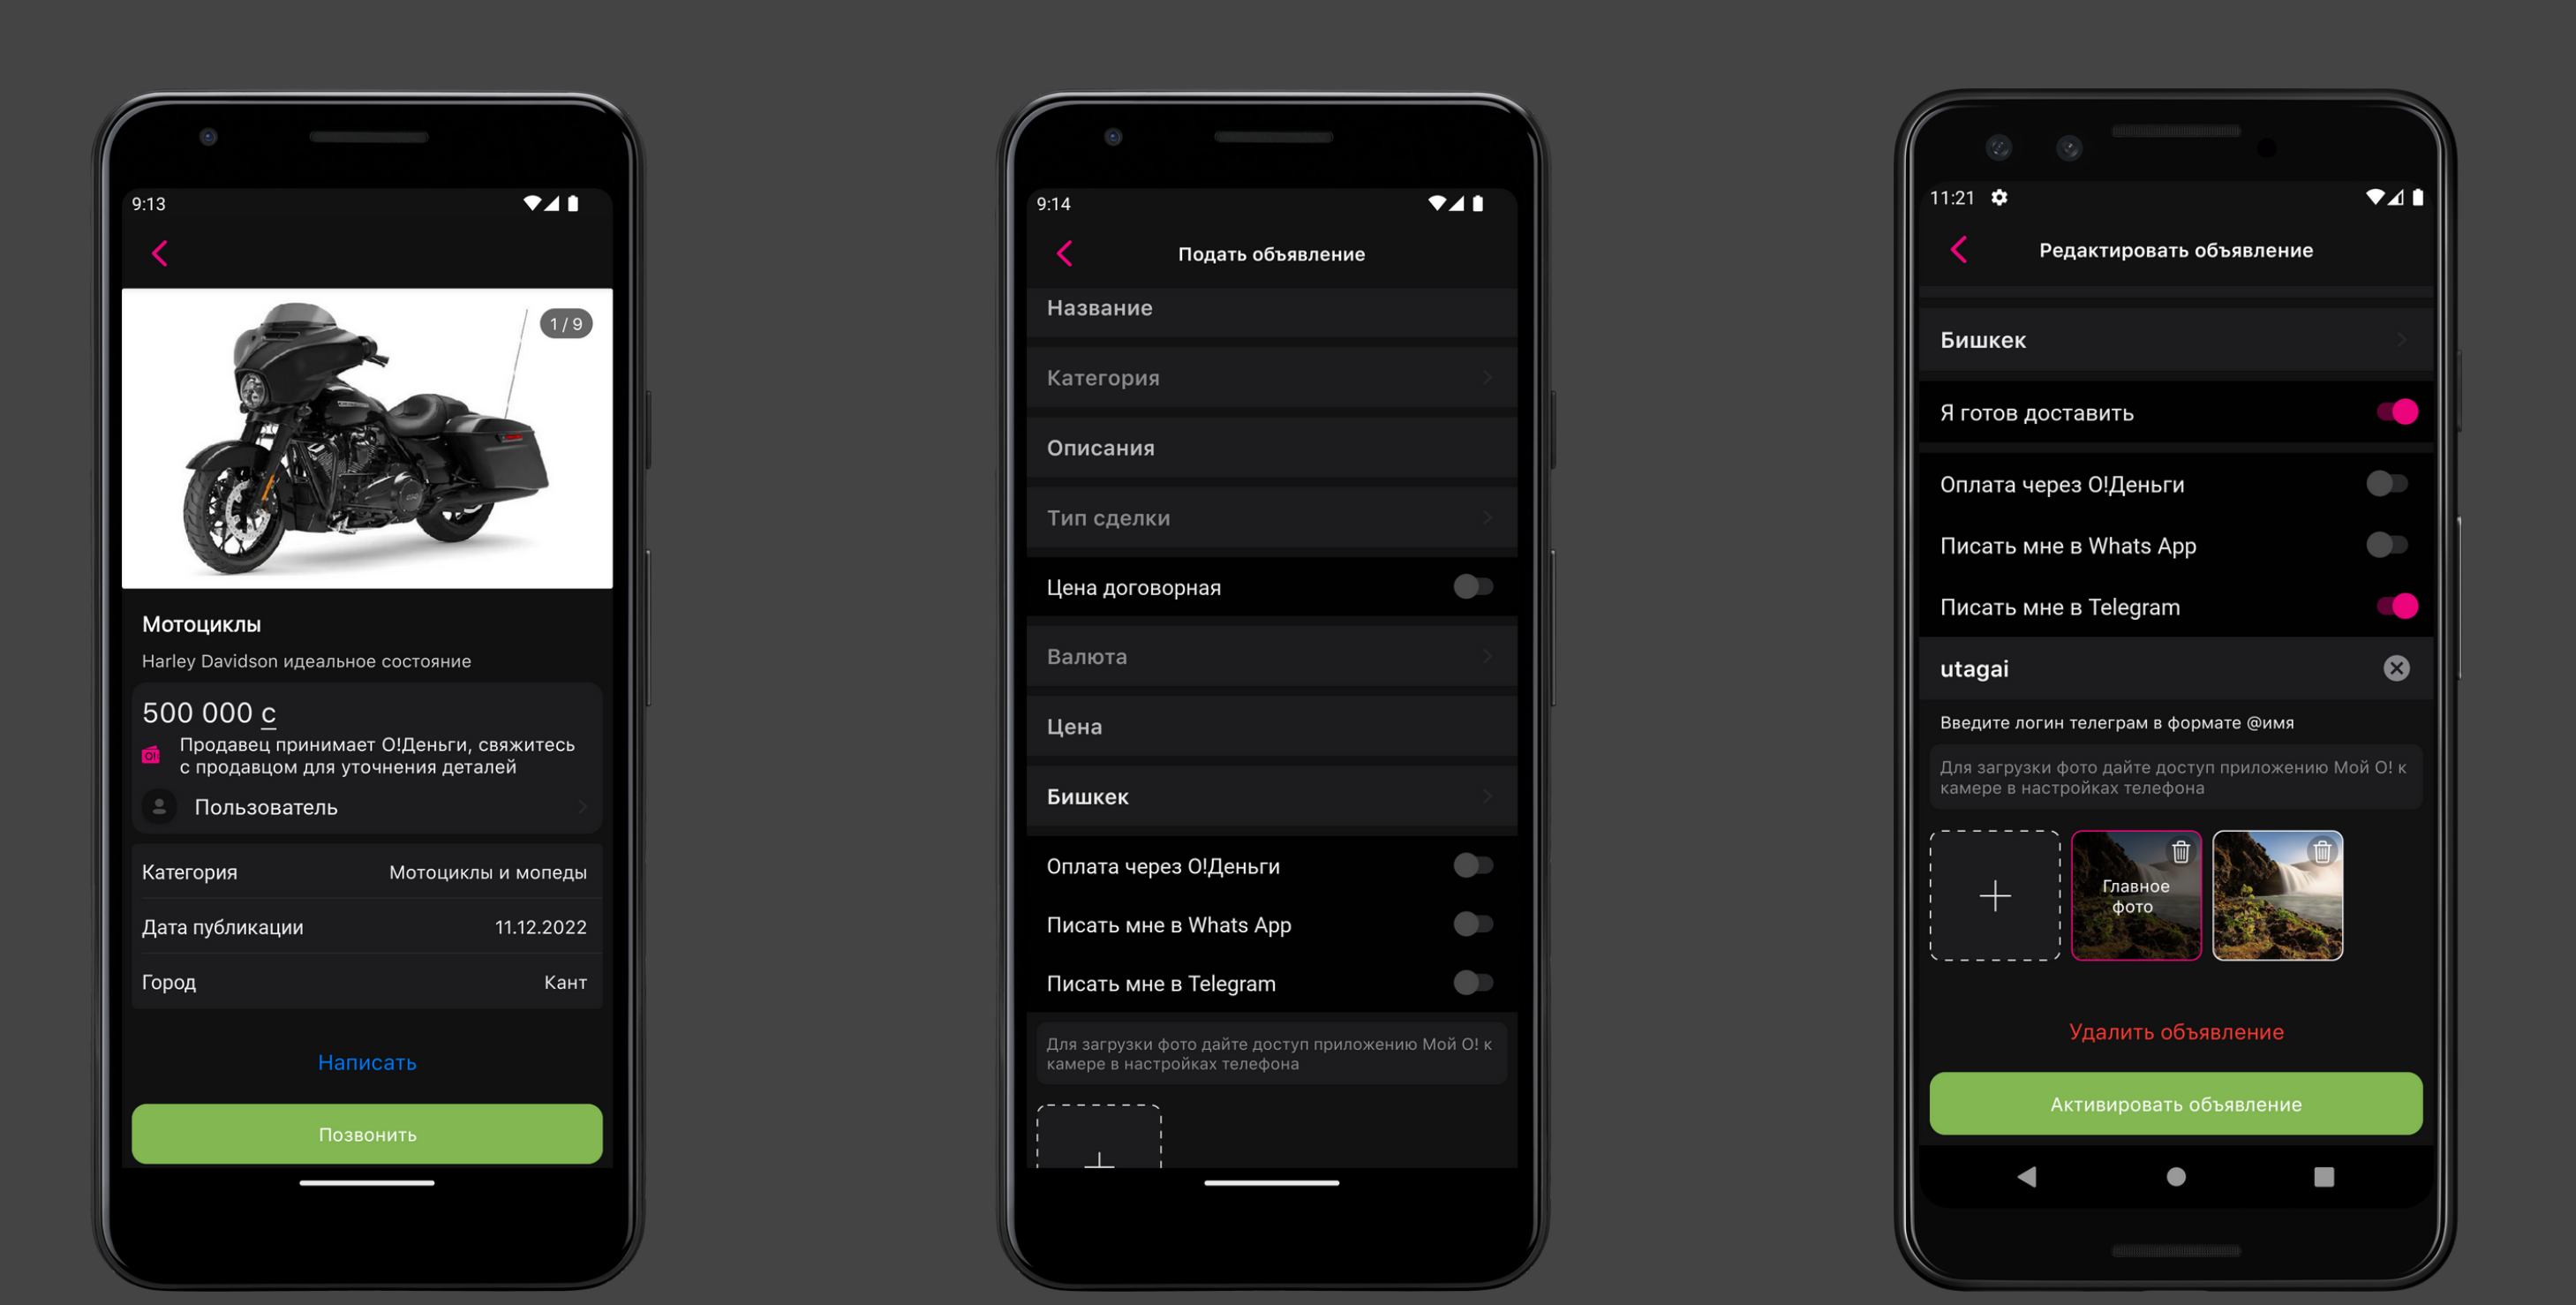 9:13
1 / 9
Мотоциклы
Harley Davidson идеальное состояние
500 000 с
Продавец принимает О!Деньги, свяжитесь
с продавцом для уточнения деталей
O!
Пользователь
Категория Мотоциклы и мопеды
Дата публикации 11.12.2022
Город Кант
Написать
Позвонить
9:14
Подать объявление
Название
Категория
Описания
Тип сделки
Цена договорная
Валюта
Цена
Бишкек
Оплата через О!Деньги
Писать мне в Whats App
Писать мне в Telegram
Для загрузки фото дайте доступ приложению Мой О! к
камере в настройках телефона
11:21
Редактировать объявление
Бишкек
Я готов доставить
Оплата через О!Деньги
Писать мне в Whats App
Писать мне в Telegram
utagai
Введите логин телеграм в формате @имя
Для загрузки фото дайте доступ приложению Мой О! к
камере в настройках телефона
Главное
фото
Удалить объявление
Активировать объявление